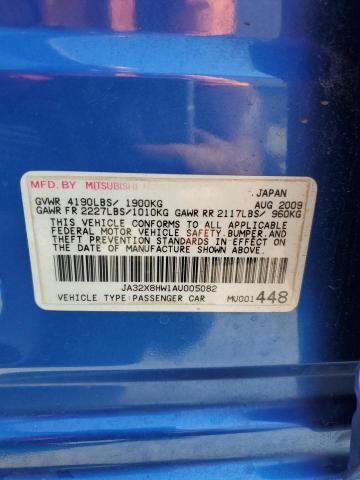 MFD. BY MITSUBISHI
JAPAN
GVWR 4190LBS/ 1900KG AUG 2009
GAWR FR 2227LBS/1010KG GAWR RR 2117LBS/ 960KG
THIS VEHICLE CONFORMS TO ALL APPLICABLE
FEDERAL MOTOR VEHICLE SAFETY, BUMPER, AND
THEFT PREVENTION STANDARDS IN EFFECT ON THE
DATE OF MANUFACTURE SHOWN ABOVE.
JA32X8HW1AU005082
VEHICLE TYPE:PASSENGER CAR MU001448